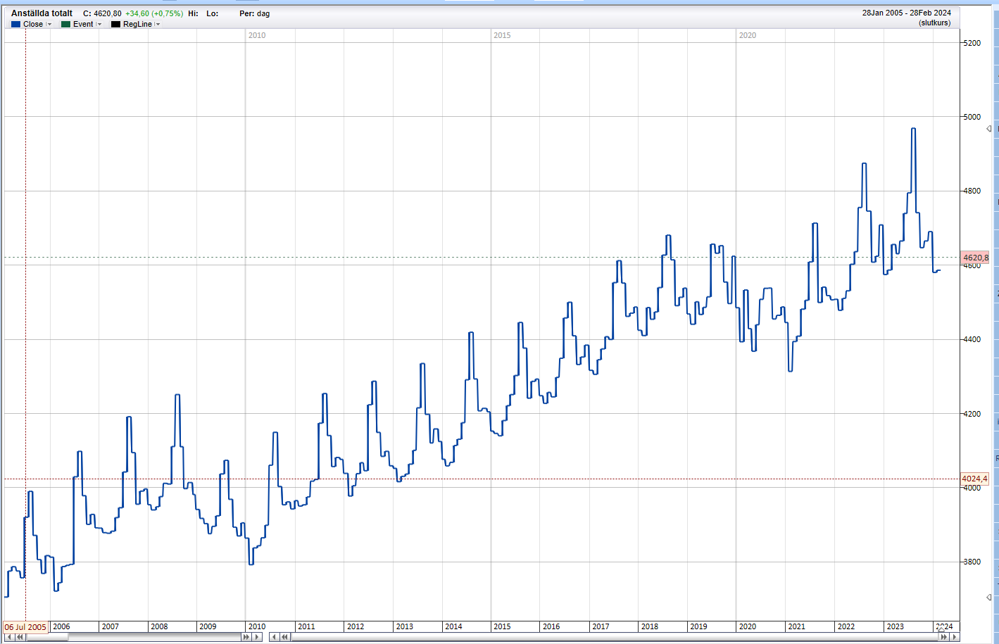 Anställda totalt C: 4620,80 +34,60 (+0,75%) Hi: Lo: Per: dag 28Jan 2005 - 28Feb 2024
Close Event RegLine (slutkurs)
2010 2015 2020
5200
5000
4800
4620,8
4600
4400
4200
4024,4
4000
3800
06 Jul 2005 2006 2007 2008 2009 2010 2011 2012 2013 2014 2015 2016 2017 2018 2019 2020 2021 2022 2023 2024